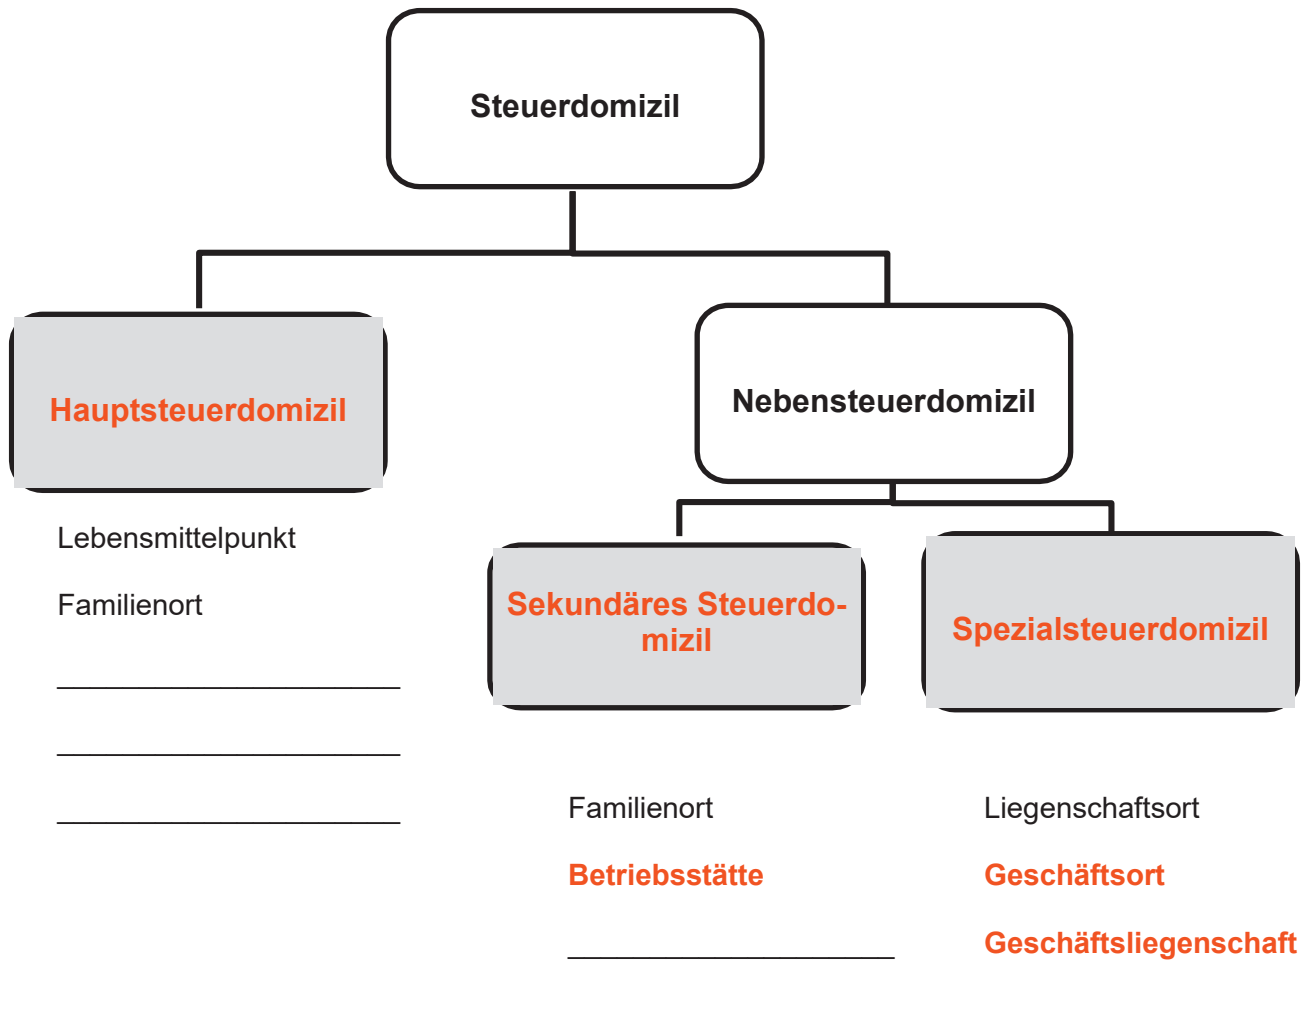 Steuerdomizil
Hauptsteuerdomizil
Nebensteuerdomizil
Lebensmittelpunkt
Familienort
Sekundäres Steuerdo-
mizil
Spezialsteuerdomizil
Familienort
Betriebsstätte
Liegenschaftsort
Geschäftsort
Geschäftsliegenschaft